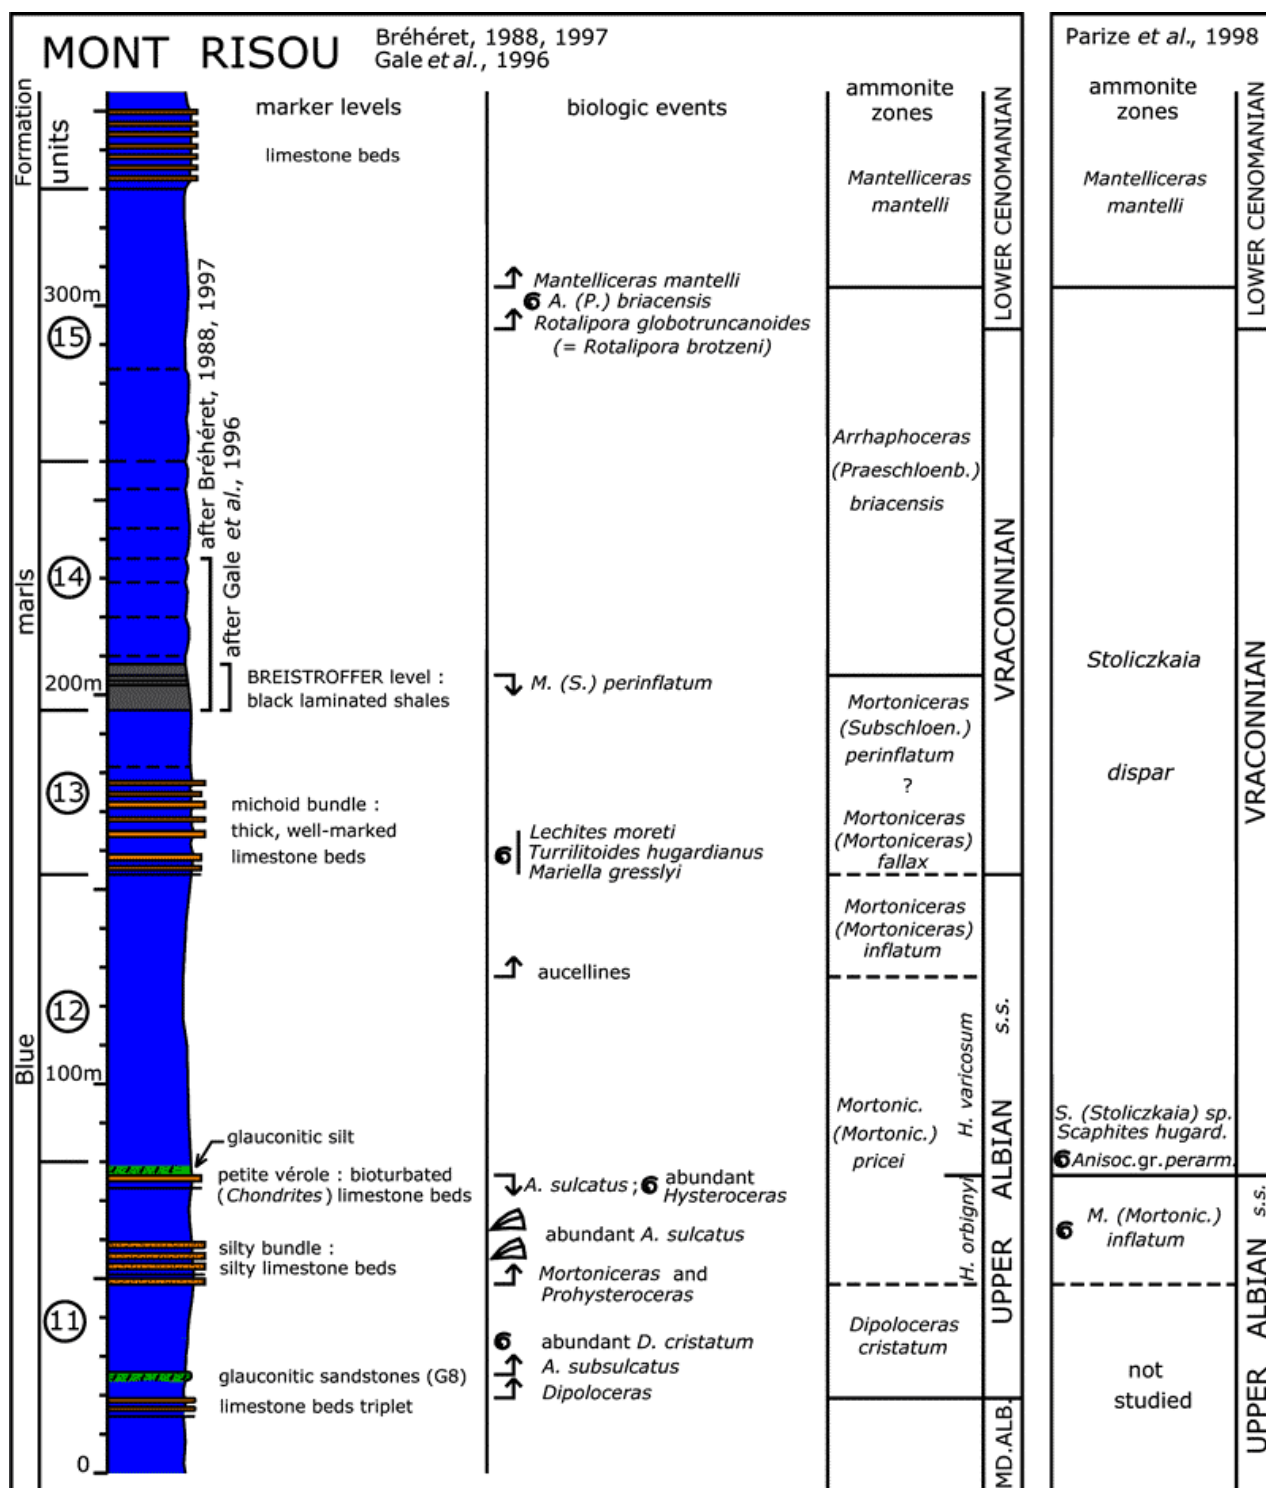 MONT RISOU
Bréhéret, 1988, 1997
Gale et al., 1996
Parize et al., 1998
Formation
units
marker levels
biologic events
ammonite
zones
ammonite
zones
limestone beds
Mantelliceras
mantelli
LOWER CENOMANIAN
Mantelliceras
mantelli
LOWER CENOMANIAN
after Bréhéret, 1988, 1997
after Gale et al., 1996
300m
15
Mantelliceras mantelli
A. (P.) briacensis
Rotalipora globotruncanoides
(= Rotalipora brotzeni)
Arrhaphoceras
(Praeschloenb.)
briacensis
VRACONNIAN
Stoliczkaia
dispar
VRACONNIAN
marls
14
200m
BREISTROFFER level :
black laminated shales
M. (S.) perinflatum
Mortoniceras
(Subschloen.)
perinflatum
?
Mortoniceras
(Mortoniceras)
fallax
13
michoid bundle :
thick, well-marked
limestone beds
Lechites moreti
Turrilitoides hugardianus
Mariella gresslyi
Mortoniceras
(Mortoniceras)
inflatum
aucellines
12
Blue
100m
s.s.
UPPER ALBIAN
H. varicosum
Mortonic.
(Mortonic.)
pricei
S. (Stoliczkaia) sp.
Scaphites hugard.
Anisoc.gr.perarm.
glauconitic silt
petite vérole : bioturbated
(Chondrites) limestone beds
A. sulcatus ; abundant
Hysteroceras
abundant A. sulcatus
H. orbignyi
M. (Mortonic.)
inflatum
s.s.
UPPER ALBIAN
silty bundle :
silty limestone beds
Mortoniceras and
Prohysteroceras
11
abundant D. cristatum
A. subsulcatus
Dipoloceras
Dipoloceras
cristatum
glauconitic sandstones (G8)
limestone beds triplet
not
studied
MD.ALB.
0